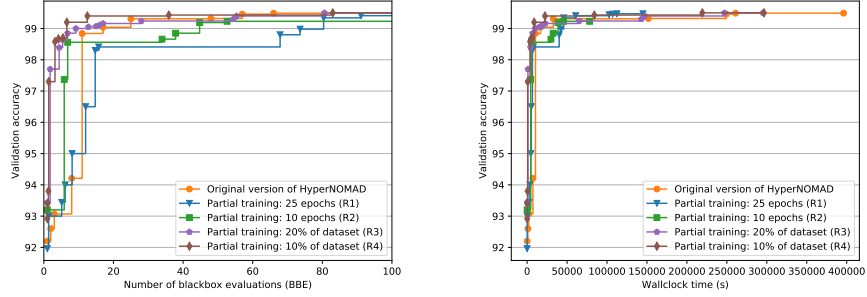 99
98
97
96
95
94
93
92
Validation accuracy
0
20
40
60
80
100
Number of blackbox evaluations (BBE)
Original version of HyperNOMAD
Partial training: 25 epochs (R1)
Partial training: 10 epochs (R2)
Partial training: 20% of dataset (R3)
Partial training: 10% of dataset (R4)
99
98
97
96
95
94
93
92
Validation accuracy
0
50000
100000
150000
200000
250000
300000
350000
400000
Wallclock time (s)
Original version of HyperNOMAD
Partial training: 25 epochs (R1)
Partial training: 10 epochs (R2)
Partial training: 20% of dataset (R3)
Partial training: 10% of dataset (R4)